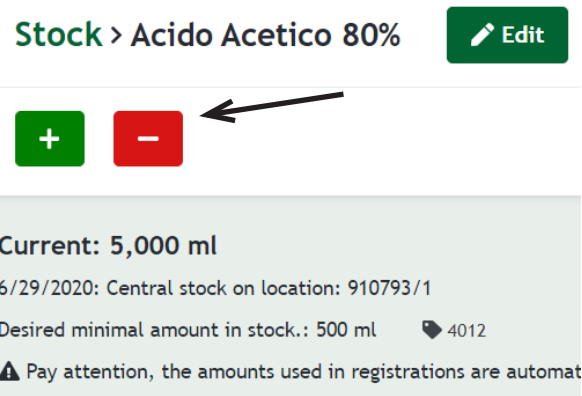 Stock > Acido Acetico 80%
Edit
+
−
Current: 5,000 ml
6/29/2020: Central stock on location: 910793/1
Desired minimal amount in stock.: 500 ml 4012
Pay attention, the amounts used in registrations are automat